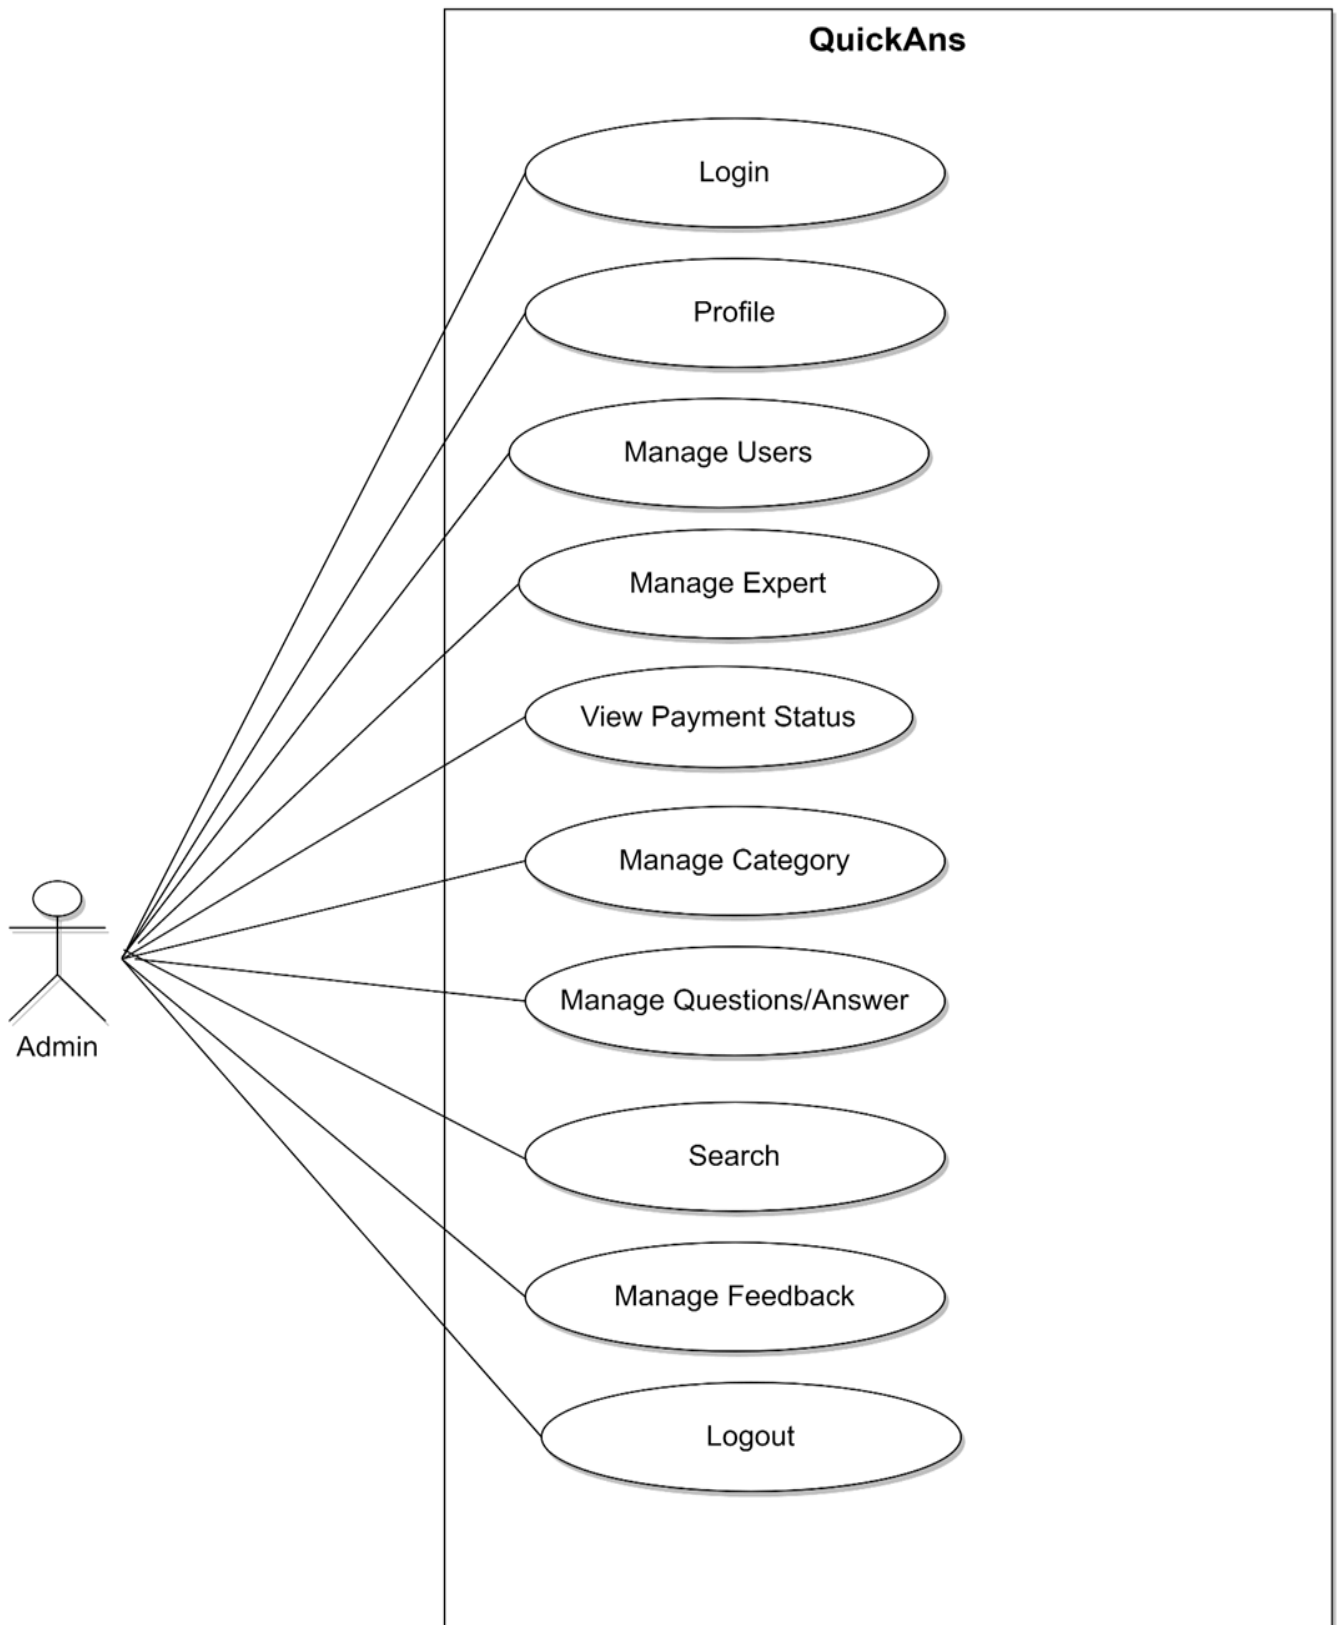 QuickAns
Login
Profile
Manage Users
Manage Expert
View Payment Status
Manage Category
Manage Questions/Answer
Admin
Search
Manage Feedback
Logout